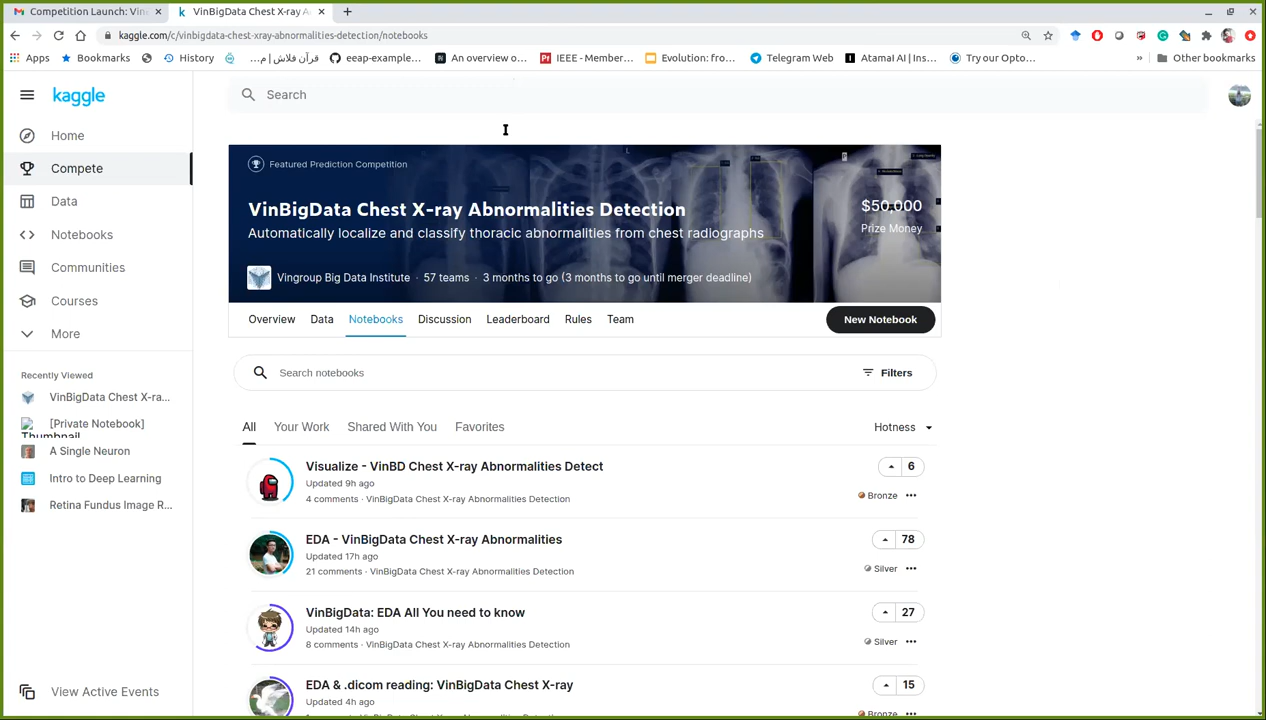 Competition Launch: Vin
VinBigData Chest X-ray A
kaggle.com/c/vinbigdata-chest-xray-abnormalities-detection/notebooks
Apps
Bookmarks
History
قرآن فلاش | م...
eeap-example...
An overview o...
IEEE - Member...
Evolution: fro...
Telegram Web
AtamaI AI | Ins...
Try our Opto...
»
Other bookmarks
kaggle
Search
Home
Compete
Data
Notebooks
Communities
Courses
More
Recently Viewed
VinBigData Chest X-ra...
[Private Notebook]
Thumbnail
A Single Neuron
Intro to Deep Learning
Retina Fundus Image R...
View Active Events
Featured Prediction Competition
VinBigData Chest X-ray Abnormalities Detection
Automatically localize and classify thoracic abnormalities from chest radiographs
$50,000
Prize Money
Vingroup Big Data Institute · 57 teams · 3 months to go (3 months to go until merger deadline)
Overview Data Notebooks Discussion Leaderboard Rules Team
New Notebook
Search notebooks
Filters
All Your Work Shared With You Favorites
Hotness
Visualize - VinBD Chest X-ray Abnormalities Detect
Updated 9h ago
4 comments · VinBigData Chest X-ray Abnormalities Detection
6
Bronze
EDA - VinBigData Chest X-ray Abnormalities
Updated 17h ago
21 comments · VinBigData Chest X-ray Abnormalities Detection
78
Silver
VinBigData: EDA All You need to know
Updated 14h ago
8 comments · VinBigData Chest X-ray Abnormalities Detection
27
Silver
EDA & .dicom reading: VinBigData Chest X-ray
Updated 4h ago
15
Bronze